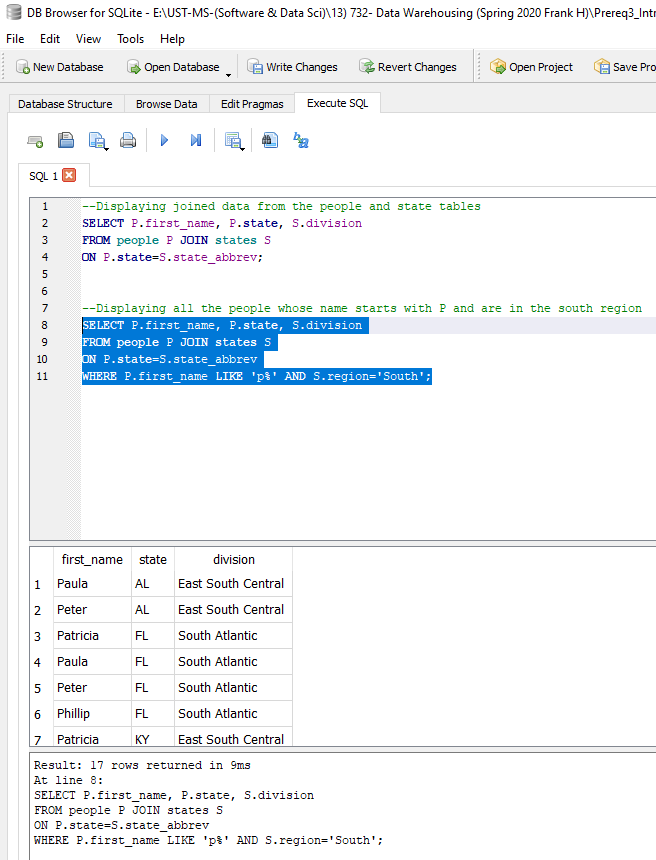 DB Browser for SQLite - E:\UST-MS-(Software & Data Sci)\13) 732- Data Warehousing (Spring 2020 Frank H)\Prereq3_Intr
File Edit View Tools Help
New Database Open Database Write Changes Revert Changes Open Project Save Pro
Database Structure Browse Data Edit Pragmas Execute SQL
SQL 1
1 --Displaying joined data from the people and state tables
2 SELECT P.first_name, P.state, S.division
3 FROM people P JOIN states S
4 ON P.state=S.state_abbrev;
5
6
7 --Displaying all the people whose name starts with P and are in the south region
8 SELECT P.first_name, P.state, S.division
9 FROM people P JOIN states S
10 ON P.state=S.state_abbrev
11 WHERE P.first_name LIKE 'p%' AND S.region='South';
first_name state division
1 Paula AL East South Central
2 Peter AL East South Central
3 Patricia FL South Atlantic
4 Paula FL South Atlantic
5 Peter FL South Atlantic
6 Phillip FL South Atlantic
7 Patricia KY East South Central
Result: 17 rows returned in 9ms
At line 8:
SELECT P.first_name, P.state, S.division
FROM people P JOIN states S
ON P.state=S.state_abbrev
WHERE P.first_name LIKE 'p%' AND S.region='South';